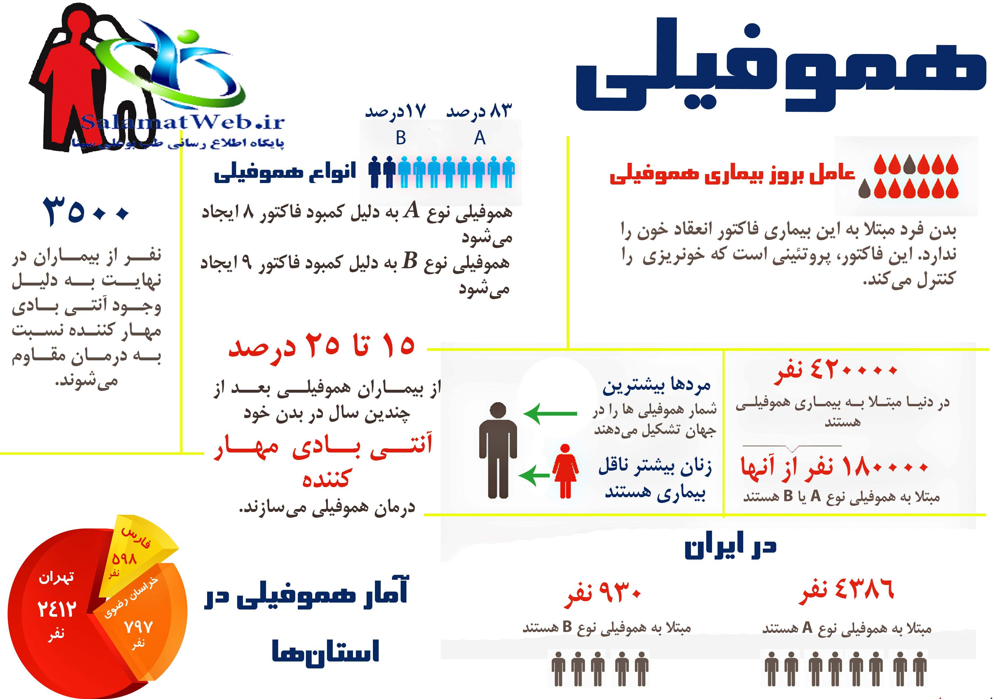 هموفیلی
SalamatWeb.ir
پایگاه اطلاع رسانی طب بوعلی سینا
عامل بروز بیماری هموفیلی
بدن فرد مبتلا به این بیماری فاکتور انعقاد خون را
ندارد. این فاکتور، پروتئینی است که خونریزی را
کنترل می‌کند.
۸۳ درصد
۱۷درصد
A
B
انواع هموفیلی
هموفیلی نوع A به دلیل کمبود فاکتور ۸ ایجاد
می‌شود
هموفیلی نوع B به دلیل کمبود فاکتور ۹ ایجاد
می‌شود
۳٥۰۰
نفر از بیماران در
نهایت به دلیل
وجود آنتی بادی
مهار کننده نسبت
به درمان مقاوم
می‌شوند.
٤۲۰۰۰۰ نفر
در دنیا مبتلا به بیماری هموفیلی
هستند
۱۸۰۰۰۰ نفر از آنها
مبتلا به هموفیلی نوع A یا B هستند
مردها بیشترین
شمار هموفیلی ها را در
جهان تشکیل می‌دهند
زنان بیشتر ناقل
بیماری هستند
۱٥ تا ۲٥ درصد
از بیماران هموفیلی بعد از
چندین سال در بدن خود
آنتی بادی مهار
کننده
درمان هموفیلی می‌سازند.
در ایران
٤۳۸٦ نفر
مبتلا به هموفیلی نوع A هستند
۹۳۰ نفر
مبتلا به هموفیلی نوع B هستند
آمار هموفیلی در
استان‌ها
فارس
٥۹۸
نفر
خراسان رضوی
۷۹۷
نفر
تهران
۲٤۱۲
نفر